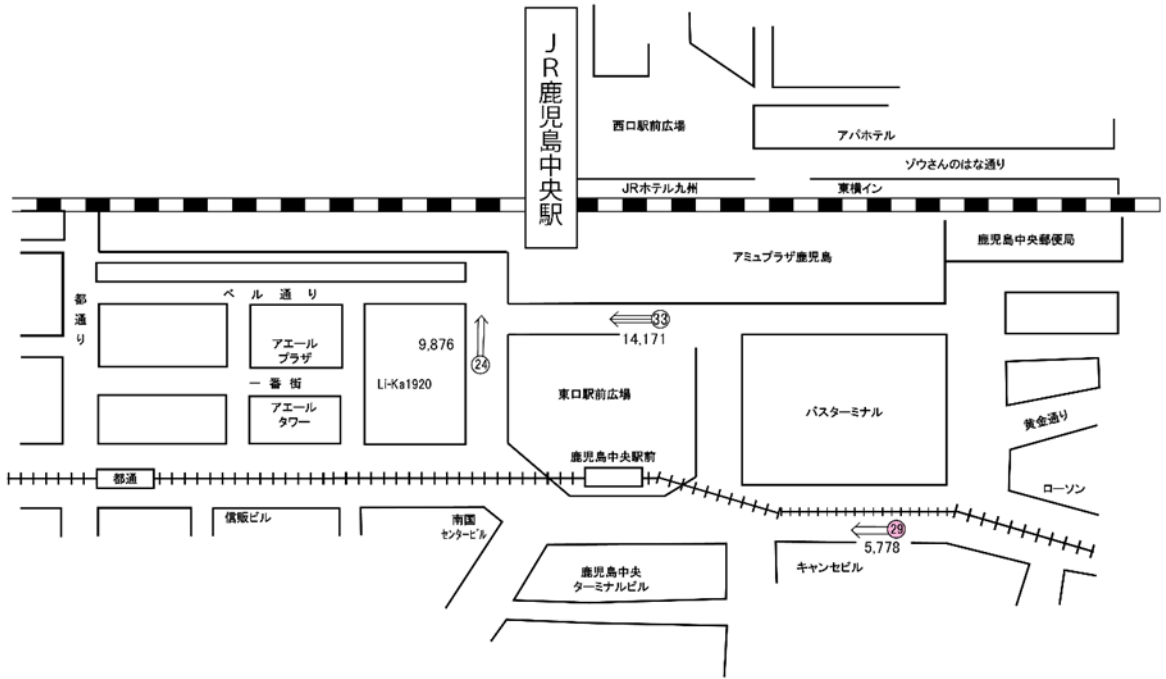 JR鹿児島中央駅
西口駅前広場
アパホテル
ゾウさんのはな通り
JRホテル九州
東横イン
アミュプラザ鹿児島
鹿児島中央郵便局
都通り
ベル通り
アエール
プラザ
9,876
24
33
14,171
一番街
Li-Ka1920
アエール
タワー
東口駅前広場
バスターミナル
黄金通り
鹿児島中央駅前
都通
ローソン
信販ビル
南国
センタービル
29
5,778
キャンセビル
鹿児島中央
ターミナルビル